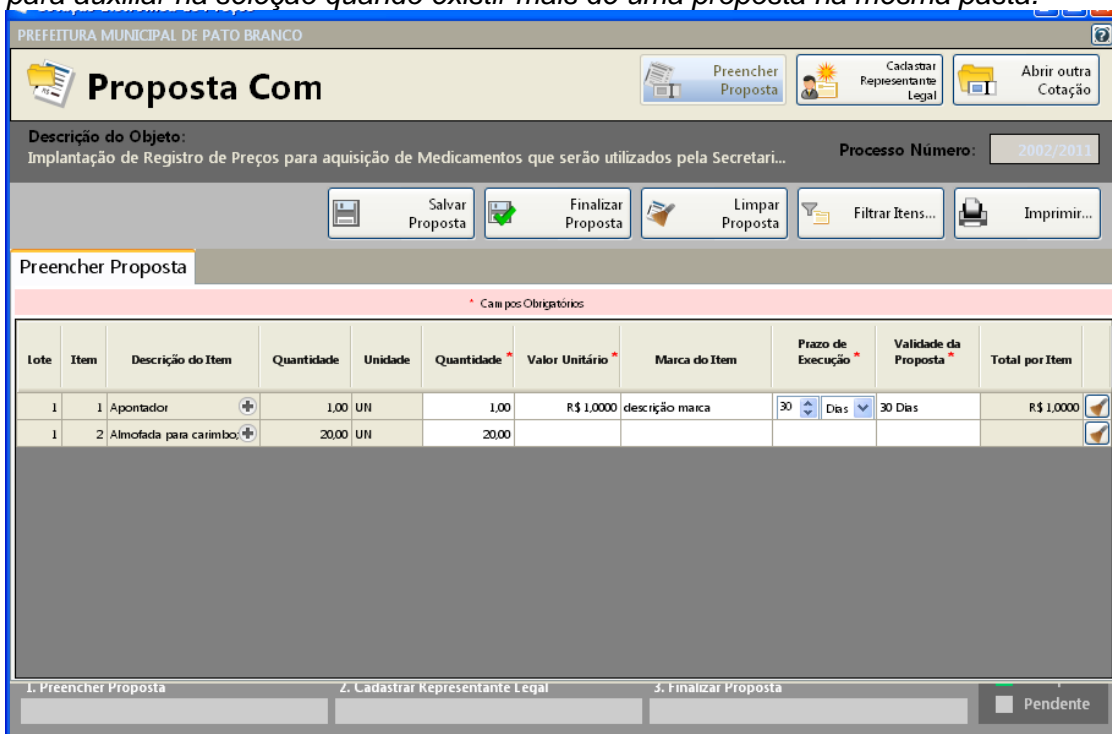 para auxiliar na seleção quando existir mais de uma proposta na mesma pasta.
PREFEITURA MUNICIPAL DE PATO BRANCO
Proposta Com
Preencher
Proposta
Cadastrar
Representante
Legal
Abrir outra
Cotação
Descrição do Objeto:
Implantação de Registro de Preços para aquisição de Medicamentos que serão utilizados pela Secretari...
Processo Número:
2002/2011
Salvar
Proposta
Finalizar
Proposta
Limpar
Proposta
Filtrar Itens...
Imprimir...
Preencher Proposta
* Campos Obrigatórios
Lote Item Descrição do Item Quantidade Unidade Quantidade * Valor Unitário * Marca do Item Prazo de Execução * Validade da Proposta * Total por Item
1 1 Apontador 1,00 UN 1,00 R$ 1,0000 descrição marca 30 Dias 30 Dias R$ 1,0000
1 2 Almofada para carimbo; 20,00 UN 20,00
1. Preencher Proposta 2. Cadastrar Representante Legal 3. Finalizar Proposta
Pendente